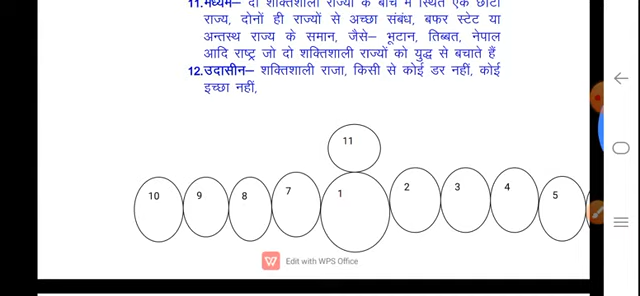 11.मध्यम– दो शक्तिशाली राज्यों के बीच में स्थित एक छोटा
राज्य, दोनों ही राज्यों से अच्छा संबंध, बफर स्टेट या
अन्तस्थ राज्य के समान, जैसे– भूटान, तिब्बत, नेपाल
आदि राष्ट्र जो दो शक्तिशाली राज्यों को युद्ध से बचाते हैं
12.उदासीन– शक्तिशाली राजा, किसी से कोई डर नहीं, कोई
इच्छा नहीं,
11
10 9 8 7 1 2 3 4 5
Edit with WPS Office